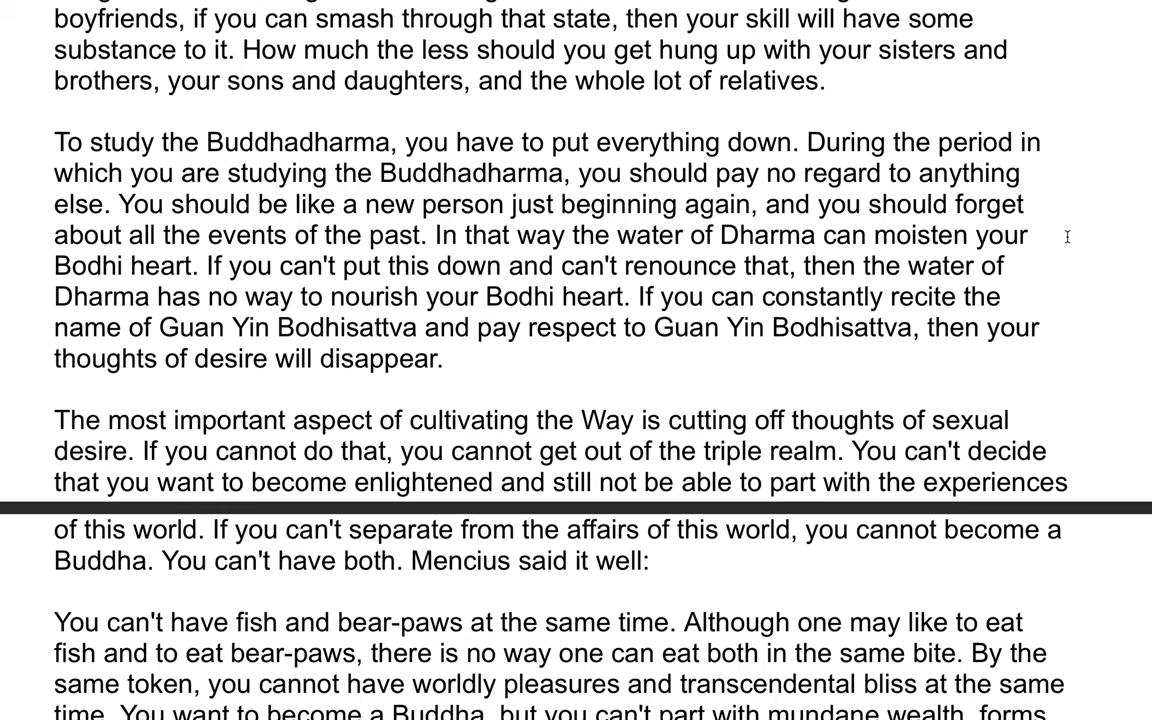 boyfriends, if you can smash through that state, then your skill will have some
substance to it. How much the less should you get hung up with your sisters and
brothers, your sons and daughters, and the whole lot of relatives.
To study the Buddhadharma, you have to put everything down. During the period in
which you are studying the Buddhadharma, you should pay no regard to anything
else. You should be like a new person just beginning again, and you should forget
about all the events of the past. In that way the water of Dharma can moisten your
Bodhi heart. If you can't put this down and can't renounce that, then the water of
Dharma has no way to nourish your Bodhi heart. If you can constantly recite the
name of Guan Yin Bodhisattva and pay respect to Guan Yin Bodhisattva, then your
thoughts of desire will disappear.
The most important aspect of cultivating the Way is cutting off thoughts of sexual
desire. If you cannot do that, you cannot get out of the triple realm. You can't decide
that you want to become enlightened and still not be able to part with the experiences
of this world. If you can't separate from the affairs of this world, you cannot become a
Buddha. You can't have both. Mencius said it well:
You can't have fish and bear-paws at the same time. Although one may like to eat
fish and to eat bear-paws, there is no way one can eat both in the same bite. By the
same token, you cannot have worldly pleasures and transcendental bliss at the same
time. You want to become a Buddha, but you can't part with mundane wealth, forms,